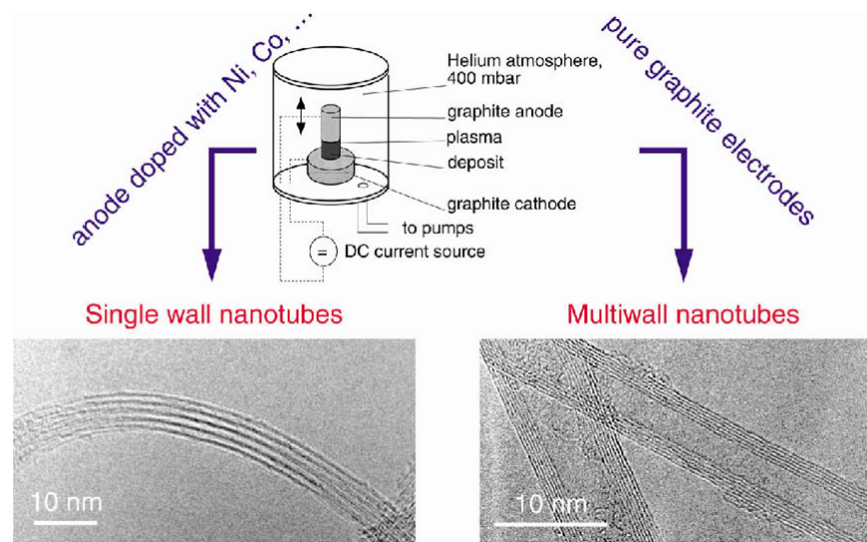 anode doped with Ni, Co, ...
pure graphite electrodes
Helium atmosphere,
400 mbar
graphite anode
plasma
deposit
graphite cathode
to pumps
=
DC current source
Single wall nanotubes
Multiwall nanotubes
10 nm
10 nm